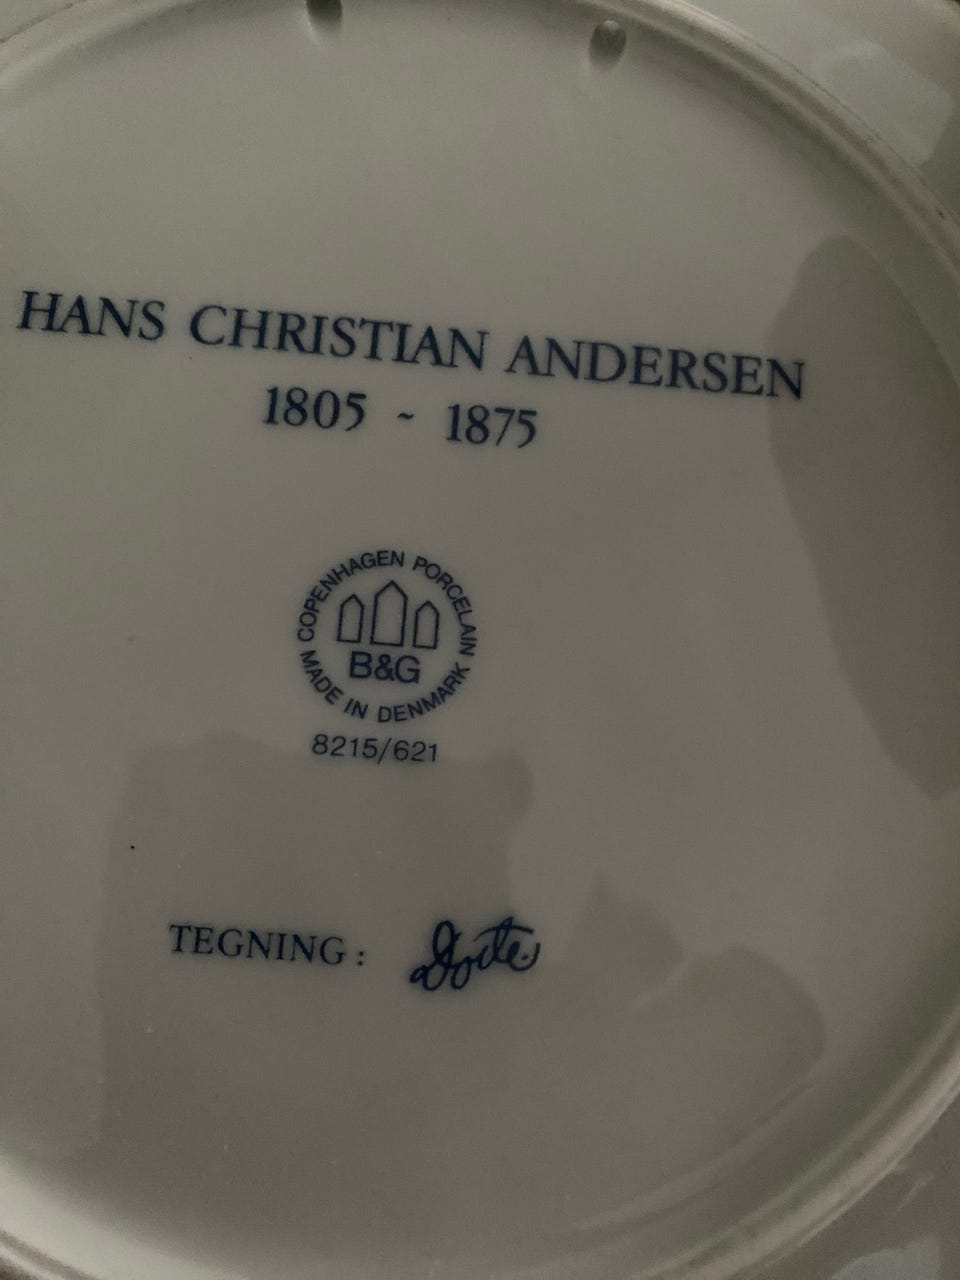 HANS CHRISTIAN ANDERSEN
1805 - 1875
COPENHAGEN PORCELAIN
B&G
MADE IN DENMARK
8215/621
TEGNING: